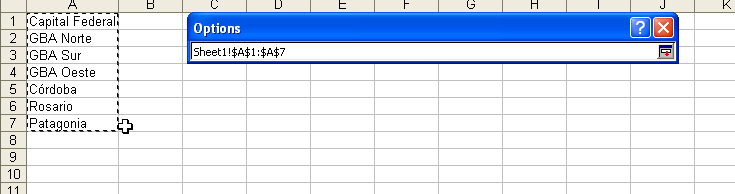 A B C D E F G H I J K
1 Capital Federal
2 GBA Norte
3 GBA Sur
4 GBA Oeste
5 Córdoba
6 Rosario
7 Patagonia
8
9
10
11
Options ?
Sheet1!$A$1:$A$7